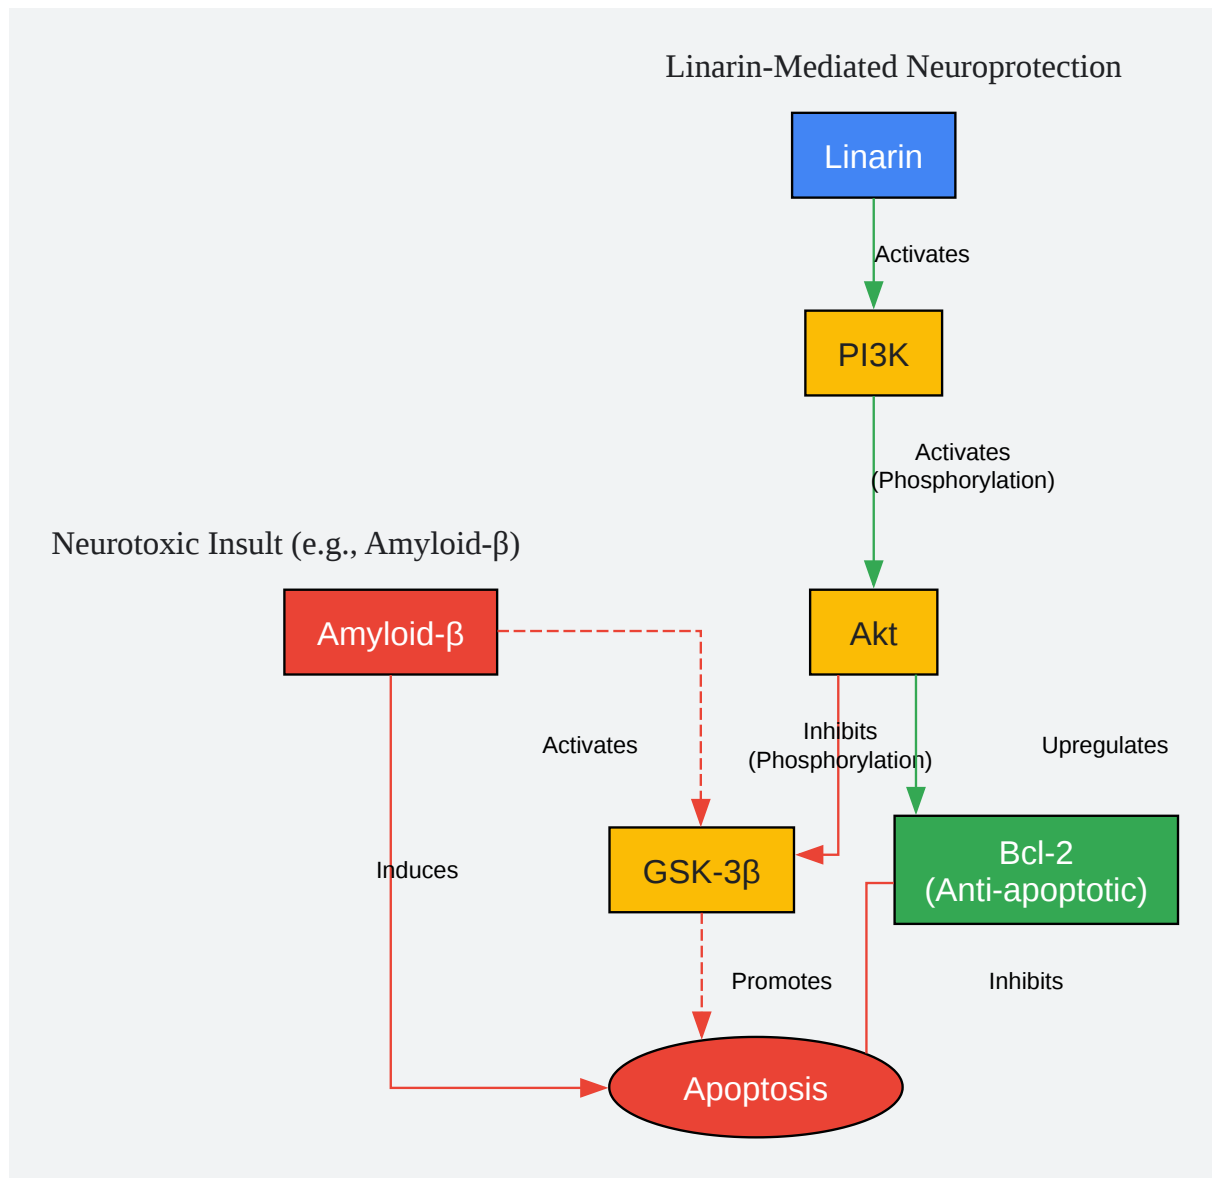 Linarin-Mediated Neuroprotection
Linarin
Activates
PI3K
Activates
(Phosphorylation)
Neurotoxic Insult (e.g., Amyloid-β)
Amyloid-β
Akt
Activates
Inhibits
(Phosphorylation)
Upregulates
Induces
GSK-3β
Bcl-2
(Anti-apoptotic)
Promotes
Inhibits
Apoptosis